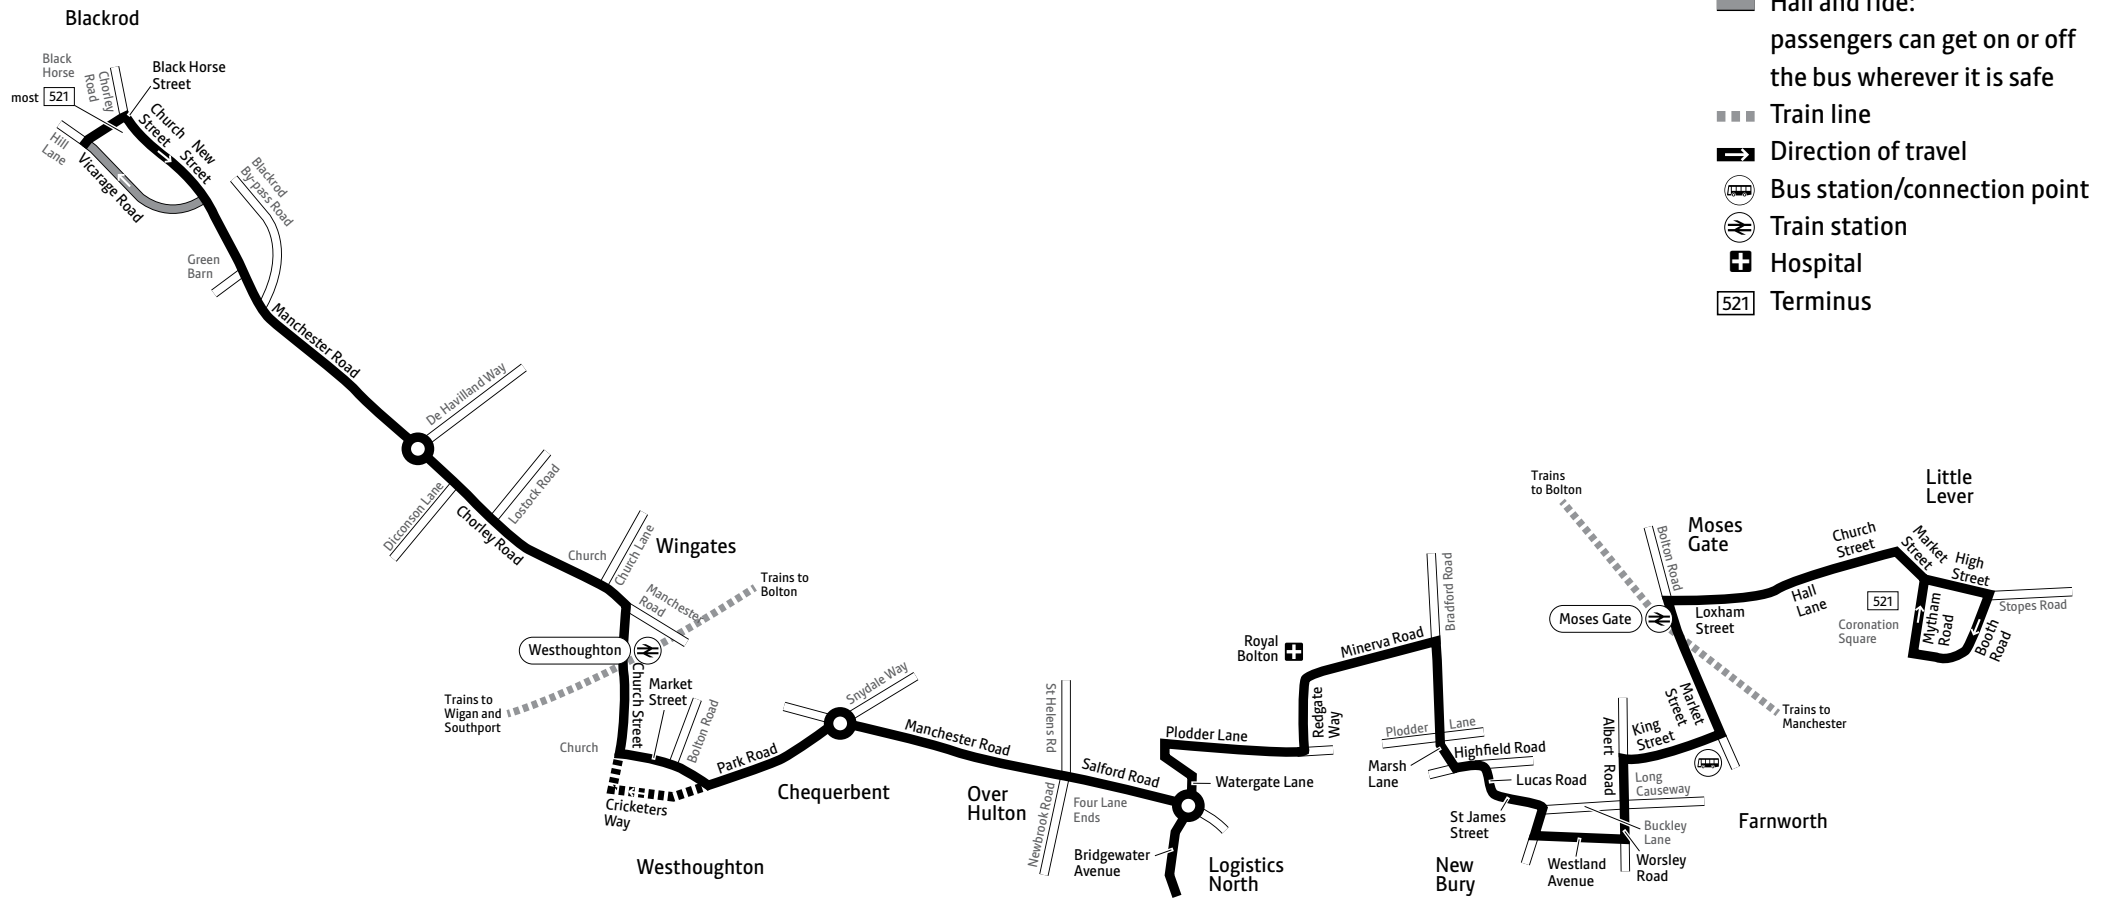 Blackrod
Black
Horse
Chorley
Road
Black Horse
Street
most 521
Church
Street
New
Street
Hill
Lane
Vicarage Road
Blackrod
By-pass Road
Green
Barn
Manchester Road
De Havilland Way
Dicconson Lane
Lostock Road
Chorley Road
Church
Church Lane
Wingates
Manchester
Road
Trains to
Bolton
Westhoughton
Church Street
Market
Street
Trains to
Wigan and
Southport
Church
Bolton Road
Cricketers
Way
Park Road
Westhoughton
Snydale Way
Chequerbent
Manchester Road
Over
Hulton
St Helens Rd
Newbrook Road
Salford Road
Four Lane
Ends
Bridgewater
Avenue
Logistics
North
Watergate Lane
Plodder Lane
Redgate
Way
Royal
Bolton
Minerva Road
Bradford Road
Plodder Lane
Marsh
Lane
Highfield Road
Lucas Road
St James
Street
New
Bury
Westland
Avenue
Worsley
Road
Buckley
Lane
Long
Causeway
Albert Road
King
Street
Market
Street
Farnworth
Trains
to Bolton
Bolton Road
Moses
Gate
Moses Gate
Loxham
Street
Trains to
Manchester
Hall
Lane
Church
Street
Market
Street
High
Street
Little
Lever
521
Coronation
Square
Mytham
Road
Booth
Road
Stopes Road
Hail and ride:
passengers can get on or off
the bus wherever it is safe
Train line
Direction of travel
Bus station/connection point
Train station
Hospital
521 Terminus